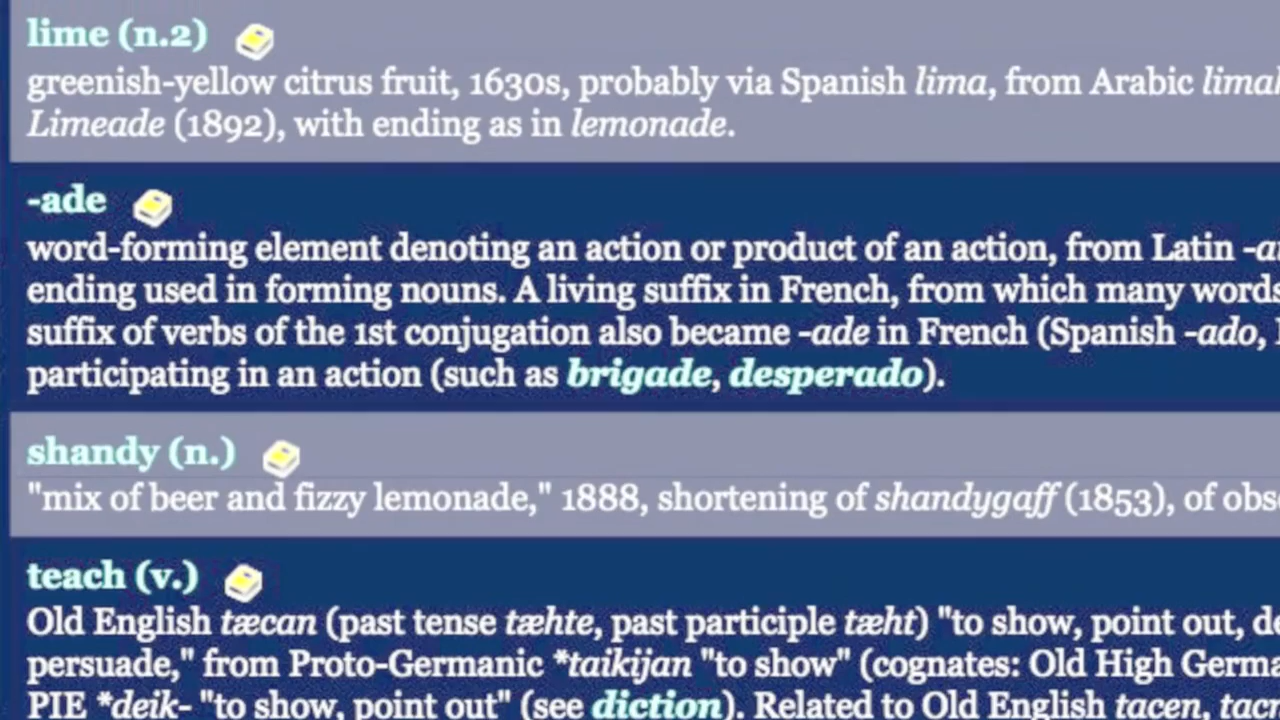 lime (n.2)
greenish-yellow citrus fruit, 1630s, probably via Spanish lima, from Arabic
Limeade (1892), with ending as in lemonade.
-ade
word-forming element denoting an action or product of an action, from Latin
ending used in forming nouns. A living suffix in French, from which many words
suffix of verbs of the 1st conjugation also became -ade in French (Spanish -ado,
participating in an action (such as brigade, desperado).
shandy (n.)
"mix of beer and fizzy lemonade," 1888, shortening of shandygaff (1853), of
teach (v.)
Old English tæcan (past tense tæhte, past participle tæht) "to show, point out,
persuade," from Proto-Germanic *taikijan "to show" (cognates: Old High
PIE *deik- "to show, point out" (see diction). Related to Old English tacen,